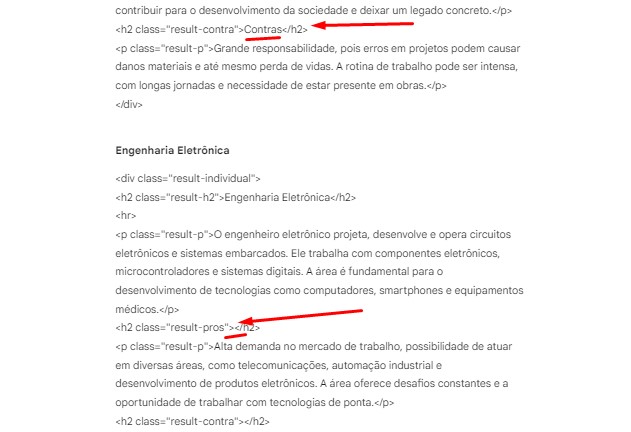 contribuir para o desenvolvimento da sociedade e deixar um legado concreto.</p>
<h2 class="result-contra">Contras</h2>
<p class="result-p">Grande responsabilidade, pois erros em projetos podem causar
danos materiais e até mesmo perda de vidas. A rotina de trabalho pode ser intensa,
com longas jornadas e necessidade de estar presente em obras.</p>
</div>
Engenharia Eletrônica
<div class="result-individual">
<h2 class="result-h2">Engenharia Eletrônica</h2>
<hr>
<p class="result-p">O engenheiro eletrônico projeta, desenvolve e opera circuitos
eletrônicos e sistemas embarcados. Ele trabalha com componentes eletrônicos,
microcontroladores e sistemas digitais. A área é fundamental para o
desenvolvimento de tecnologias como computadores, smartphones e equipamentos
médicos.</p>
<h2 class="result-pros"></h2>
<p class="result-p">Alta demanda no mercado de trabalho, possibilidade de atuar
em diversas áreas, como telecomunicações, automação industrial e
desenvolvimento de produtos eletrônicos. A área oferece desafios constantes e a
oportunidade de trabalhar com tecnologias de ponta.</p>
<h2 class="result-contra"></h2>